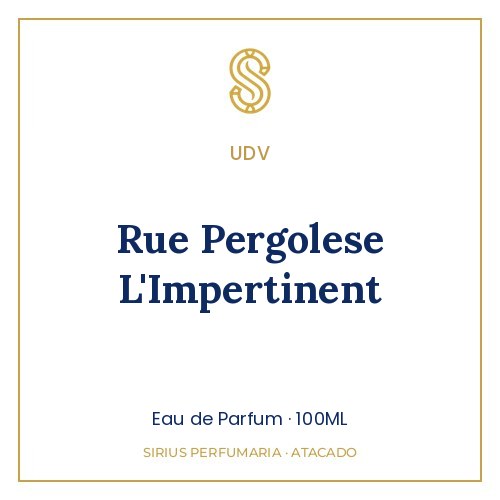 UDV
Rue Pergolese
L'Impertinent
Eau de Parfum · 100ML
SIRIUS PERFUMARIA · ATACADO